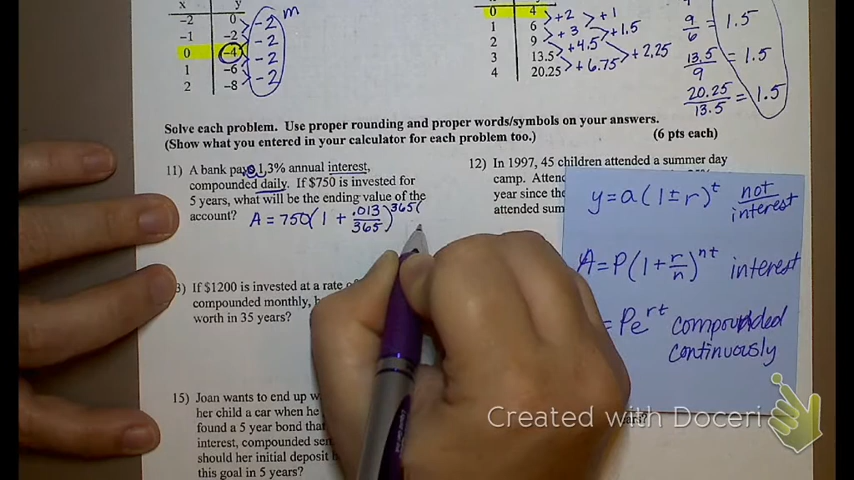 x y
-2 0
-1 -2
0 -4
1 -6
2 -8
-2 m
-2
-2
-2
0 4
1 6
2 9
3 13.5
4 20.25
+2 +1
+3 +1.5
+4.5 +2.25
+6.75
9/6 = 1.5
13.5/9 = 1.5
20.25/13.5 = 1.5
Solve each problem. Use proper rounding and proper words/symbols on your answers.
(Show what you entered in your calculator for each problem too.) (6 pts each)
11) A bank pays 1.3% annual interest,
compounded daily. If $750 is invested for
5 years, what will be the ending value of the
account? A = 750(1 + .013/365)^365(
12) In 1997, 45 children attended a summer day
camp.
year since the
attended
y = a(1 ± r)^t not interest
A = P(1 + r/n)^nt interest
= Pe^rt compounded
continuously
3) If $1200 is invested at a rate of
compounded monthly,
worth in 35 years?
15) Joan wants to end up
her child a car when he
found a 5 year bond
interest, compounded
should her initial deposit
this goal in 5 years?
Created with Doceri